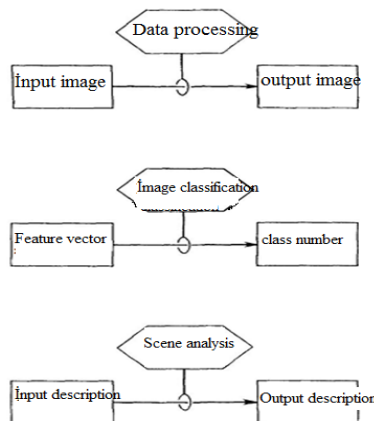 Data processing
İnput image
output image
İmage classification
Feature vector
:
class number
Scene analysis
İnput description
Output description